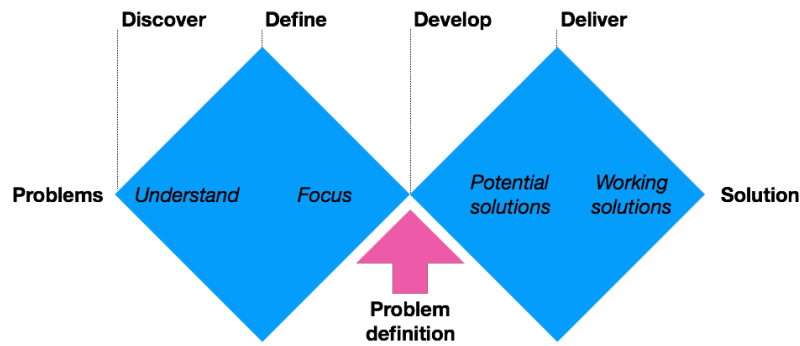 Discover Define Develop Deliver
Problems Understand Focus Potential solutions Working solutions Solution
Problem
definition